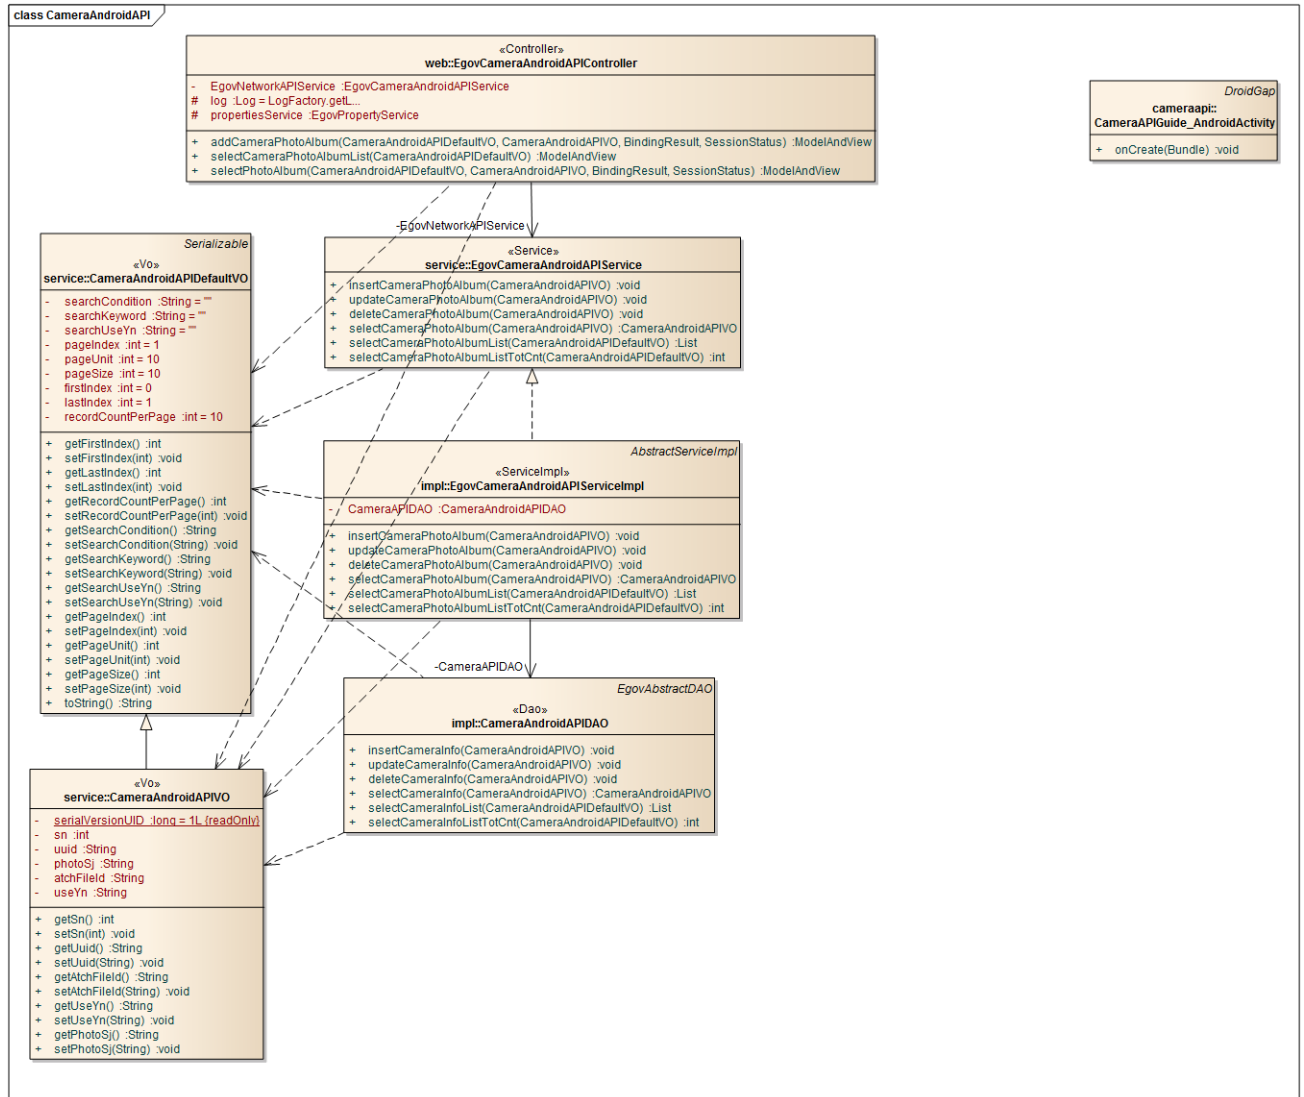 class CameraAndroidAPI
«Controller»
web::EgovCameraAndroidAPIController
- EgovNetworkAPIService :EgovCameraAndroidAPIService
# log :Log = LogFactory.getL...
# propertiesService :EgovPropertyService
+ addCameraPhotoAlbum(CameraAndroidAPIDefaultVO, CameraAndroidAPIVO, BindingResult, SessionStatus) :ModelAndView
+ selectCameraPhotoAlbumList(CameraAndroidAPIDefaultVO) :ModelAndView
+ selectPhotoAlbum(CameraAndroidAPIDefaultVO, CameraAndroidAPIVO, BindingResult, SessionStatus) :ModelAndView
DroidGap
cameraapi::
CameraAPIGuide_AndroidActivity
+ onCreate(Bundle) :void
-EgovNetworkAPIService
Serializable
«Vo»
service::CameraAndroidAPIDefaultVO
- searchCondition :String = ""
- searchKeyword :String = ""
- searchUseYn :String = ""
- pageIndex :int = 1
- pageUnit :int = 10
- pageSize :int = 10
- firstIndex :int = 0
- lastIndex :int = 1
- recordCountPerPage :int = 10
+ getFirstIndex() :int
+ setFirstIndex(int) :void
+ getLastIndex() :int
+ setLastIndex(int) :void
+ getRecordCountPerPage() :int
+ setRecordCountPerPage(int) :void
+ getSearchCondition() :String
+ setSearchCondition(String) :void
+ getSearchKeyword() :String
+ setSearchKeyword(String) :void
+ getSearchUseYn() :String
+ setSearchUseYn(String) :void
+ getPageIndex() :int
+ setPageIndex(int) :void
+ getPageUnit() :int
+ setPageUnit(int) :void
+ getPageSize() :int
+ setPageSize(int) :void
+ toString() :String
«Service»
service::EgovCameraAndroidAPIService
+ insertCameraPhotoAlbum(CameraAndroidAPIVO) :void
+ updateCameraPhotoAlbum(CameraAndroidAPIVO) :void
+ deleteCameraPhotoAlbum(CameraAndroidAPIVO) :void
+ selectCameraPhotoAlbum(CameraAndroidAPIVO) :CameraAndroidAPIVO
+ selectCameraPhotoAlbumList(CameraAndroidAPIDefaultVO) :List
+ selectCameraPhotoAlbumListTotCnt(CameraAndroidAPIDefaultVO) :int
AbstractServiceImpl
«ServiceImpl»
impl::EgovCameraAndroidAPIServiceImpl
- CameraAPIDAO :CameraAndroidAPIDAO
+ insertCameraPhotoAlbum(CameraAndroidAPIVO) :void
+ updateCameraPhotoAlbum(CameraAndroidAPIVO) :void
+ deleteCameraPhotoAlbum(CameraAndroidAPIVO) :void
+ selectCameraPhotoAlbum(CameraAndroidAPIVO) :CameraAndroidAPIVO
+ selectCameraPhotoAlbumList(CameraAndroidAPIDefaultVO) :List
+ selectCameraPhotoAlbumListTotCnt(CameraAndroidAPIDefaultVO) :int
-CameraAPIDAO
EgovAbstractDAO
«Dao»
impl::CameraAndroidAPIDAO
+ insertCameraInfo(CameraAndroidAPIVO) :void
+ updateCameraInfo(CameraAndroidAPIVO) :void
+ deleteCameraInfo(CameraAndroidAPIVO) :void
+ selectCameraInfo(CameraAndroidAPIVO) :CameraAndroidAPIVO
+ selectCameraInfoList(CameraAndroidAPIDefaultVO) :List
+ selectCameraInfoListTotCnt(CameraAndroidAPIDefaultVO) :int
«Vo»
service::CameraAndroidAPIVO
- serialVersionUID :long = 1L {readOnly}
- sn :int
- uuid :String
- photoSj :String
- atchFileId :String
- useYn :String
+ getSn() :int
+ setSn(int) :void
+ getUuid() :String
+ setUuid(String) :void
+ getAtchFileId() :String
+ setAtchFileId(String) :void
+ getUseYn() :String
+ setUseYn(String) :void
+ getPhotoSj() :String
+ setPhotoSj(String) :void